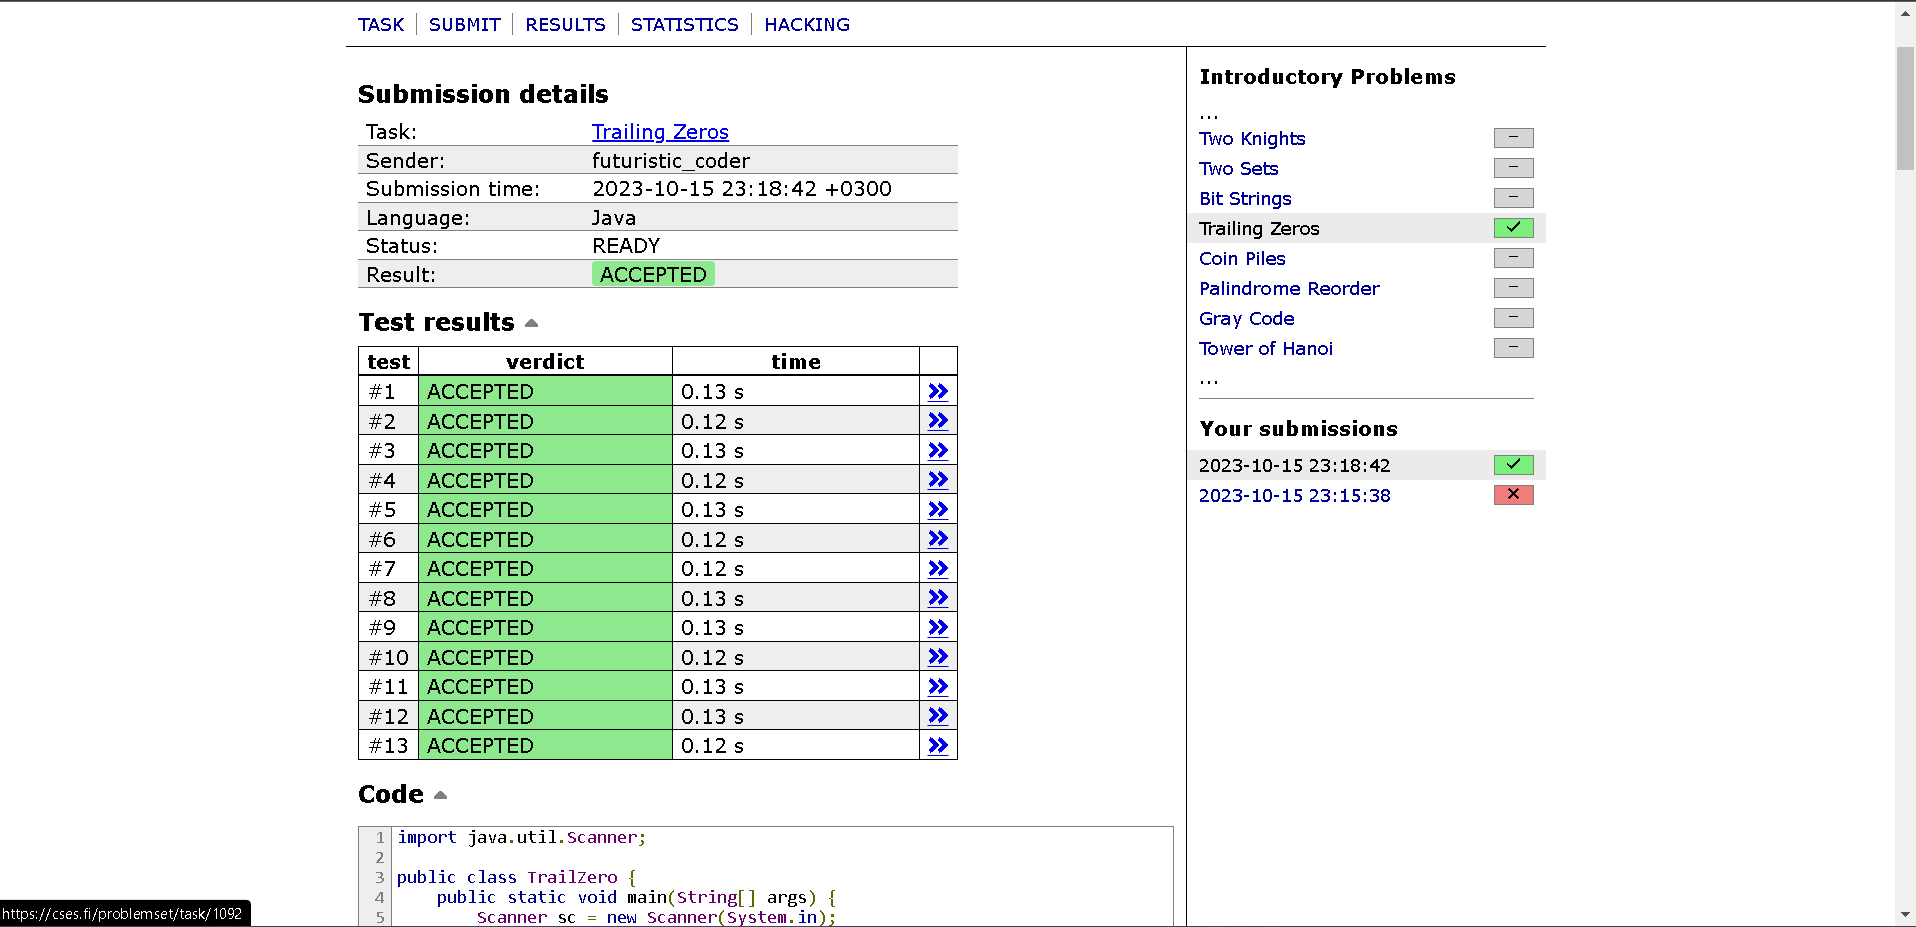 TASK SUBMIT RESULTS STATISTICS HACKING
Submission details
Task: Trailing Zeros
Sender: futuristic_coder
Submission time: 2023-10-15 23:18:42 +0300
Language: Java
Status: READY
Result: ACCEPTED
Test results
test verdict time
#1 ACCEPTED 0.13 s »
#2 ACCEPTED 0.12 s »
#3 ACCEPTED 0.13 s »
#4 ACCEPTED 0.12 s »
#5 ACCEPTED 0.13 s »
#6 ACCEPTED 0.12 s »
#7 ACCEPTED 0.12 s »
#8 ACCEPTED 0.13 s »
#9 ACCEPTED 0.13 s »
#10 ACCEPTED 0.12 s »
#11 ACCEPTED 0.13 s »
#12 ACCEPTED 0.13 s »
#13 ACCEPTED 0.12 s »
Code
1 import java.util.Scanner;
2
3 public class TrailZero {
4 public static void main(String[] args) {
5 Scanner sc = new Scanner(System.in);
Introductory Problems
...
Two Knights –
Two Sets –
Bit Strings –
Trailing Zeros ✓
Coin Piles –
Palindrome Reorder –
Gray Code –
Tower of Hanoi –
...
Your submissions
2023-10-15 23:18:42 ✓
2023-10-15 23:15:38 ×
https://cses.fi/problemset/task/1092